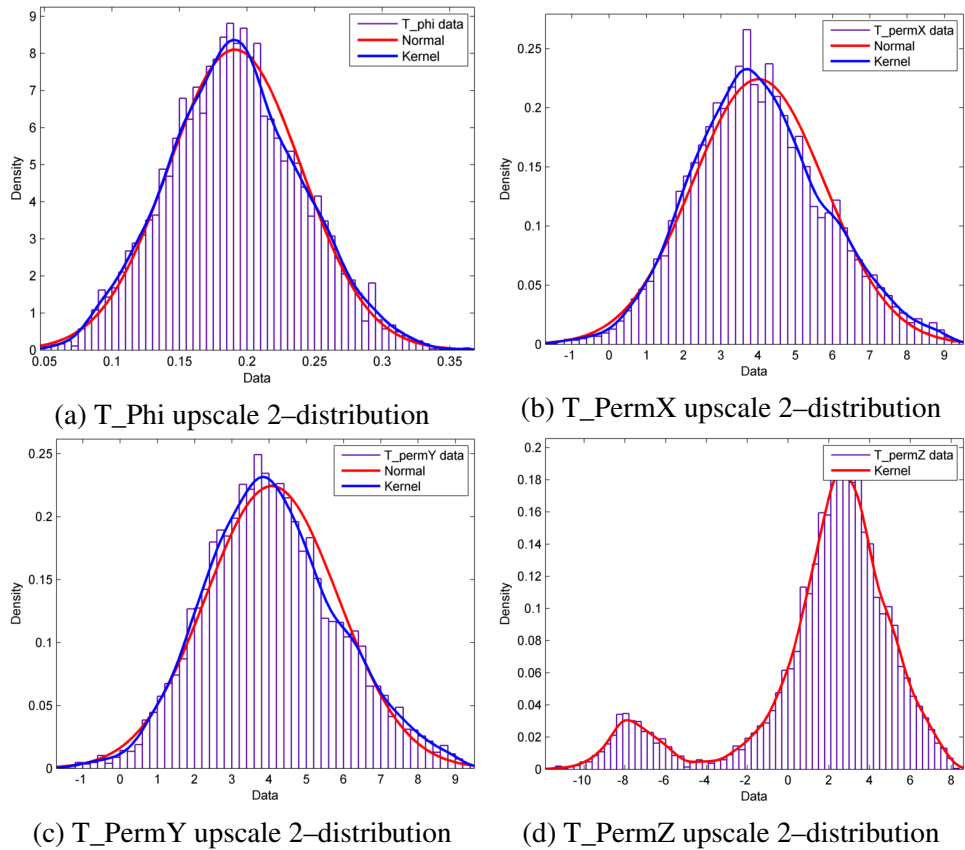 9
8
7
6
5
4
3
2
1
0
Density
T_phi data
Normal
Kernel
0.05 0.1 0.15 0.2 0.25 0.3 0.35
Data
(a) T_Phi upscale 2–distribution
0.25
0.2
0.15
0.1
0.05
0
Density
T_permX data
Normal
Kernel
-1 0 1 2 3 4 5 6 7 8 9
Data
(b) T_PermX upscale 2–distribution
0.25
0.2
0.15
0.1
0.05
0
Density
T_permY data
Normal
Kernel
-1 0 1 2 3 4 5 6 7 8 9
Data
(c) T_PermY upscale 2–distribution
0.2
0.18
0.16
0.14
0.12
0.1
0.08
0.06
0.04
0.02
0
Density
T_permZ data
Kernel
-10 -8 -6 -4 -2 0 2 4 6 8
Data
(d) T_PermZ upscale 2–distribution